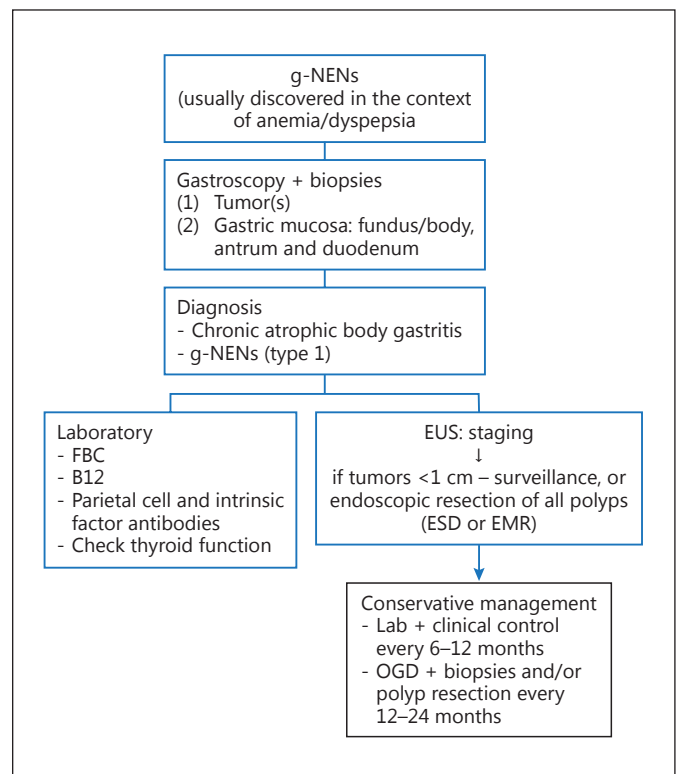 g-NENs
(usually discovered in the context
of anemia/dyspepsia
Gastroscopy + biopsies
(1) Tumor(s)
(2) Gastric mucosa: fundus/body,
antrum and duodenum
Diagnosis
- Chronic atrophic body gastritis
- g-NENs (type 1)
Laboratory
- FBC
- B12
- Parietal cell and intrinsic
factor antibodies
- Check thyroid function
EUS: staging
↓
if tumors <1 cm – surveillance, or
endoscopic resection of all polyps
(ESD or EMR)
Conservative management
- Lab + clinical control
every 6–12 months
- OGD + biopsies and/or
polyp resection every
12–24 months